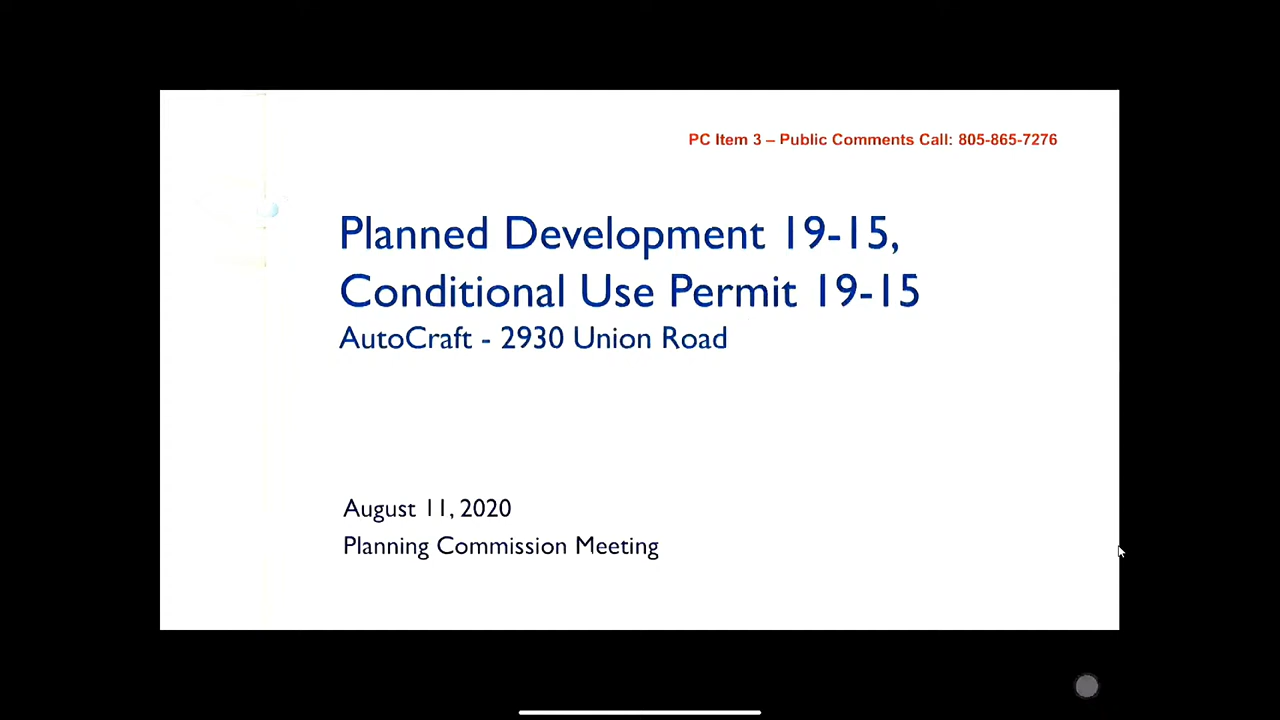 PC Item 3 – Public Comments Call: 805-865-7276
Planned Development 19-15,
Conditional Use Permit 19-15
AutoCraft - 2930 Union Road
August 11, 2020
Planning Commission Meeting